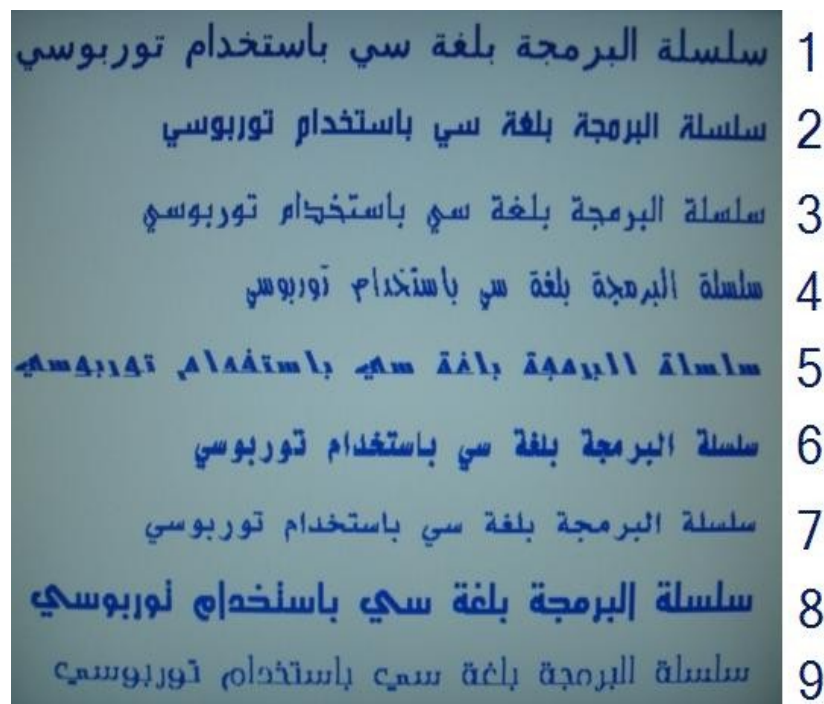 سلسلة البرمجة بلغة سي باستخدام توربوسي 1
سلسلة البرمجة بلغة سي باستخدام توربوسي 2
سلسلة البرمجة بلغة سي باستخدام توربوسي 3
سلسلة البرمجة بلغة سي باستخدام توربوسي 4
سلسلة البرمجة بلغة سي باستخدام توربوسي 5
سلسلة البرمجة بلغة سي باستخدام توربوسي 6
سلسلة البرمجة بلغة سي باستخدام توربوسي 7
سلسلة البرمجة بلغة سي باستخدام توربوسي 8
سلسلة البرمجة بلغة سي باستخدام توربوسي 9